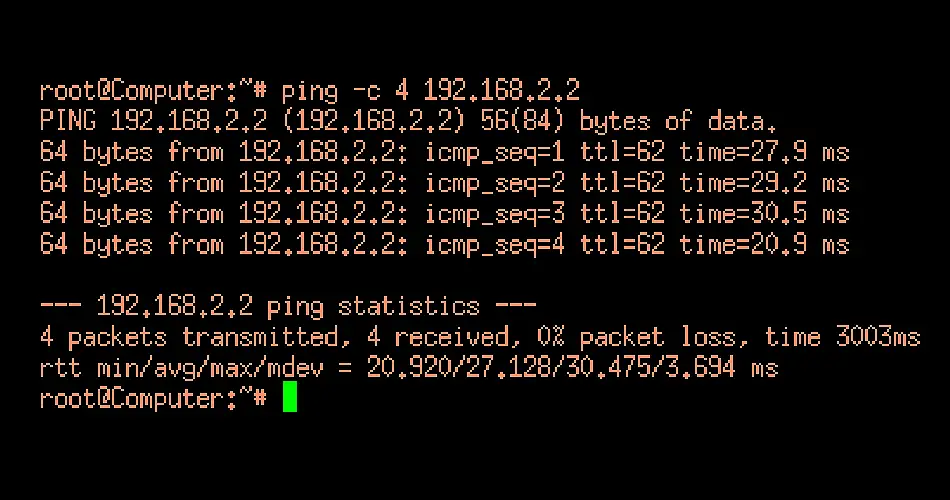 root@Computer:~# ping -c 4 192.168.2.2
PING 192.168.2.2 (192.168.2.2) 56(84) bytes of data.
64 bytes from 192.168.2.2: icmp_seq=1 ttl=62 time=27.9 ms
64 bytes from 192.168.2.2: icmp_seq=2 ttl=62 time=29.2 ms
64 bytes from 192.168.2.2: icmp_seq=3 ttl=62 time=30.5 ms
64 bytes from 192.168.2.2: icmp_seq=4 ttl=62 time=20.9 ms
--- 192.168.2.2 ping statistics ---
4 packets transmitted, 4 received, 0% packet loss, time 3003ms
rtt min/avg/max/mdev = 20.920/27.128/30.475/3.694 ms
root@Computer:~#